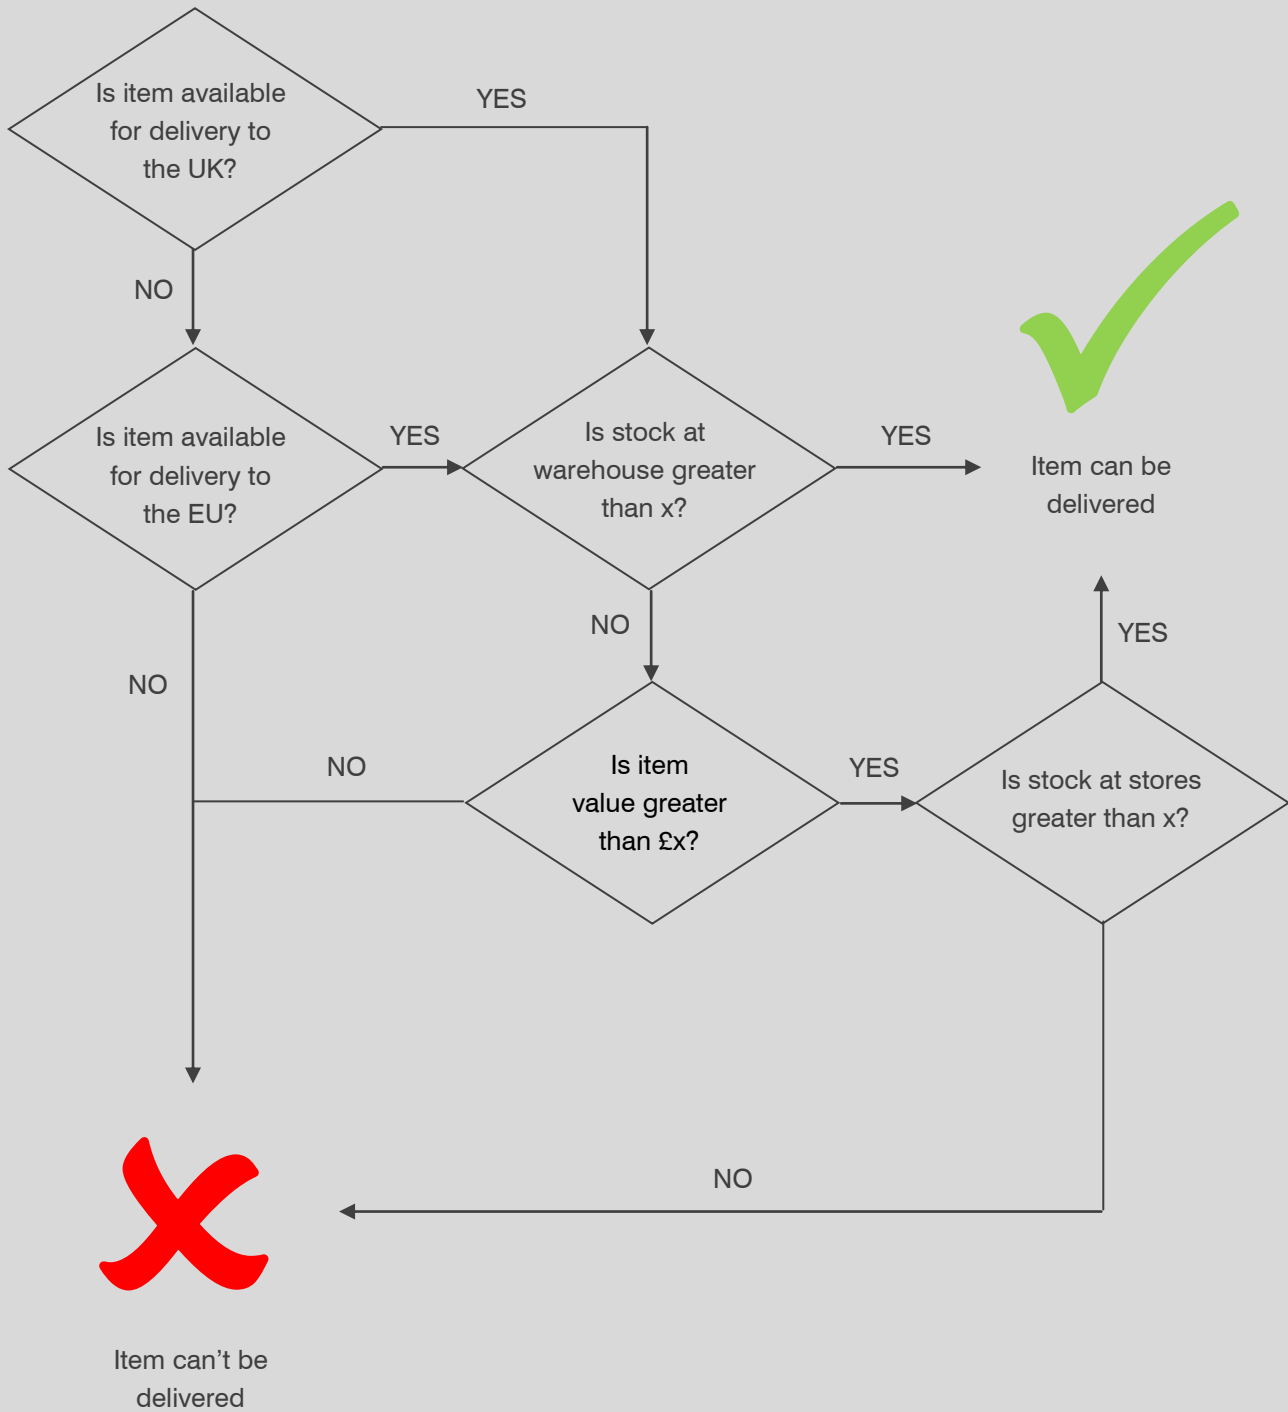 Is item available
for delivery to
the UK?
YES
NO
Is item available
for delivery to
the EU?
YES
Is stock at
warehouse greater
than x?
YES
Item can be
delivered
NO
NO
YES
NO
Is item
value greater
than £x?
YES
Is stock at stores
greater than x?
NO
Item can't be
delivered